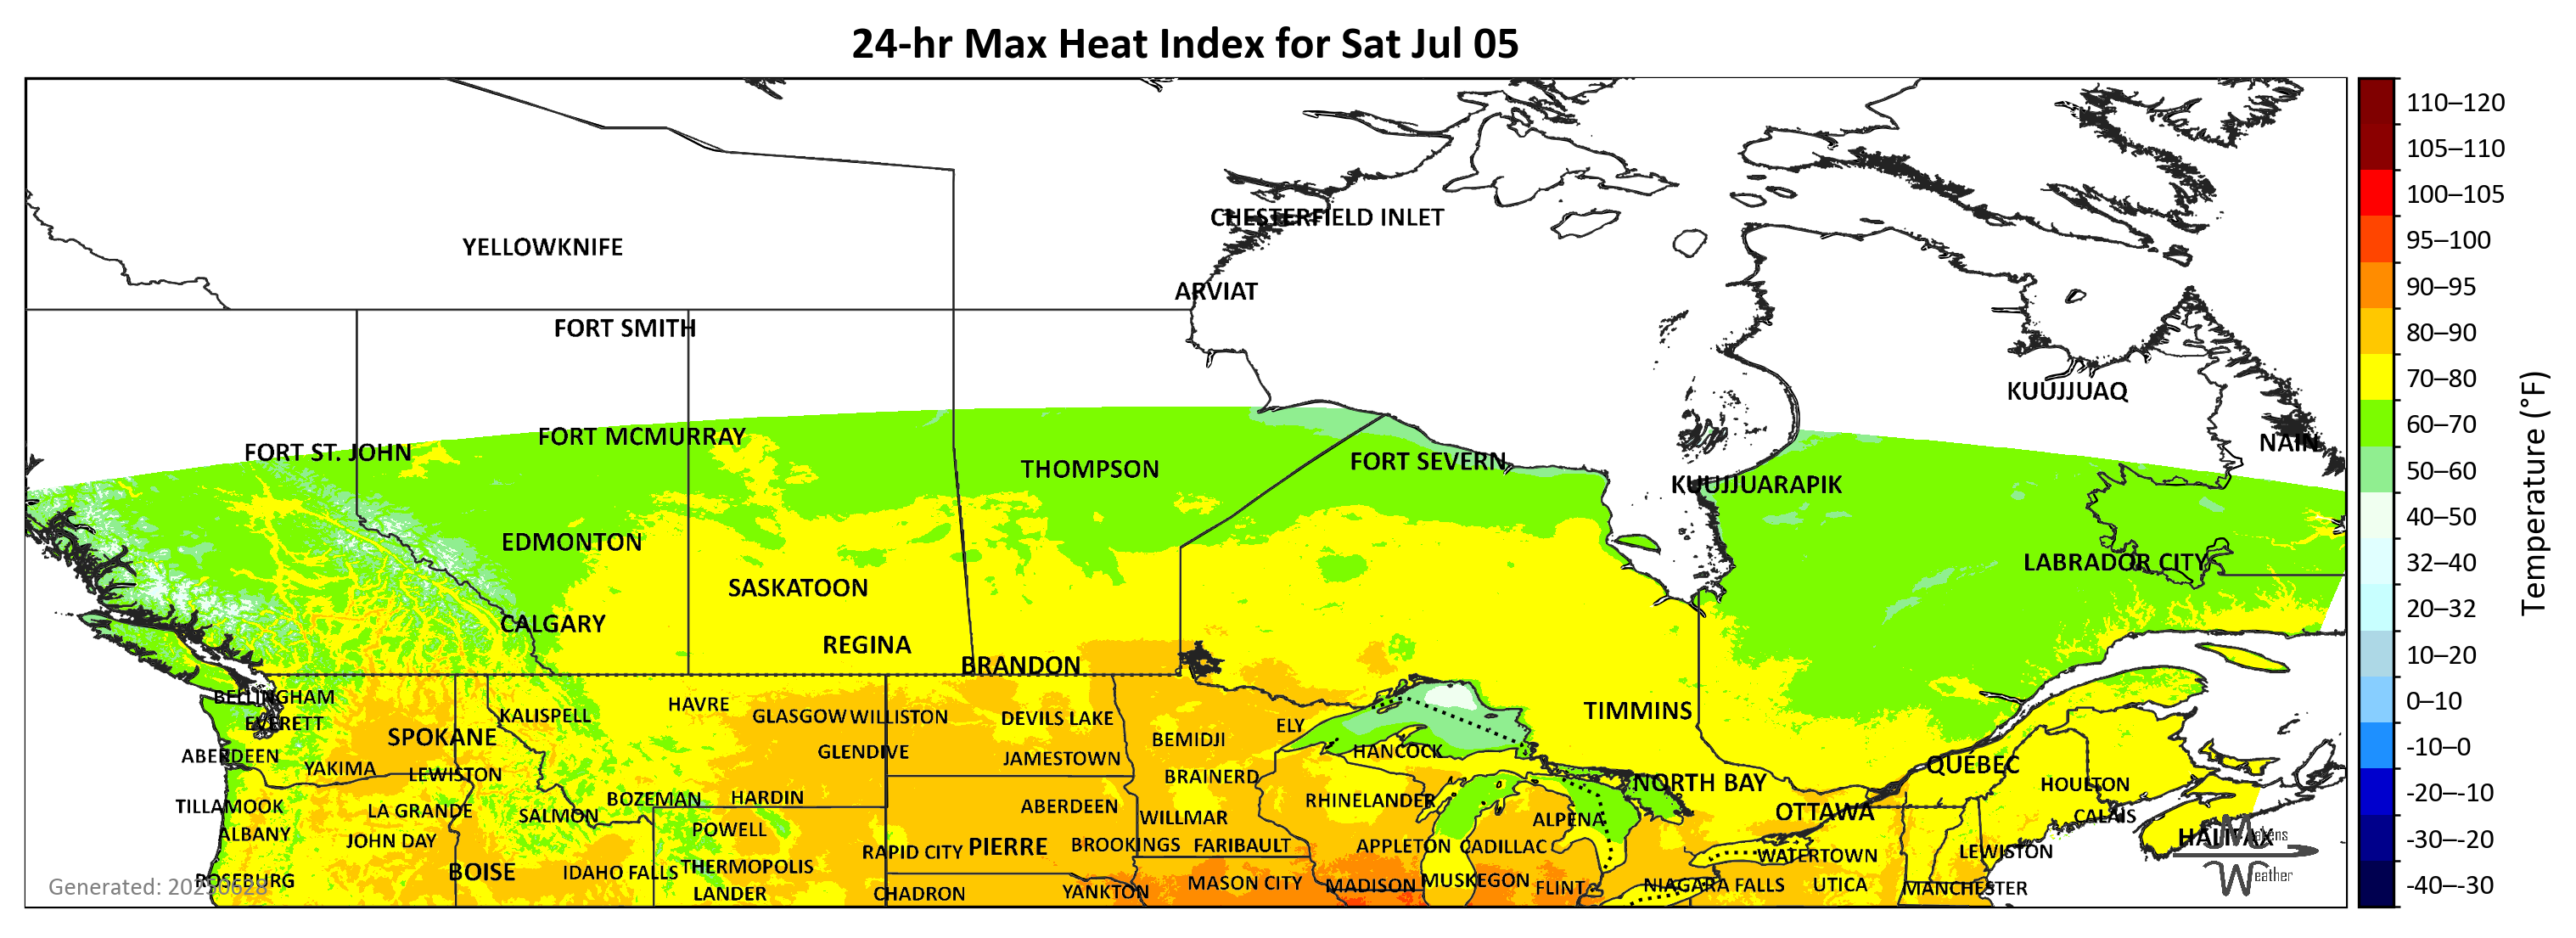 24-hr Max Heat Index for Sat Jul 05
110–120
105–110
100–105
95–100
90–95
80–90
70–80
60–70
50–60
40–50
32–40
20–32
10–20
0–10
-10–0
-20–-10
-30–-20
-40–-30
Temperature (°F)
CHESTERFIELD INLET
YELLOWKNIFE
ARVIAT
FORT SMITH
KUUJJUAQ
FORT MCMURRAY
NAIN
FORT ST. JOHN
FORT SEVERN
THOMPSON
KUUJJUARAPIK
EDMONTON
LABRADOR CITY
SASKATOON
CALGARY
REGINA
BRANDON
BELLINGHAM
HAVRE
TIMMINS
KALISPELL
GLASGOW
WILLISTON
DEVILS LAKE
EVERETT
ELY
SPOKANE
BEMIDJI
GLENDIVE
HANCOCK
ABERDEEN
JAMESTOWN
QUÉBEC
YAKIMA
LEWISTON
BRAINERD
NORTH BAY
HOULTON
BOZEMAN
HARDIN
RHINELANDER
TILLAMOOK
LA GRANDE
SALMON
ABERDEEN
WILLMAR
ALPENA
OTTAWA
CALAIS
ALBANY
JOHN DAY
POWELL
HALIFAX
Makens
RAPID CITY
PIERRE
BROOKINGS
FARIBAULT
APPLETON
CADILLAC
WATERTOWN
LEWISTON
BOISE
IDAHO FALLS
THERMOPOLIS
Weather
Generated: 20250628
ROSEBURG
LANDER
CHADRON
YANKTON
MASON CITY
MADISON
MUSKEGON
FLINT
NIAGARA FALLS
UTICA
MANCHESTER